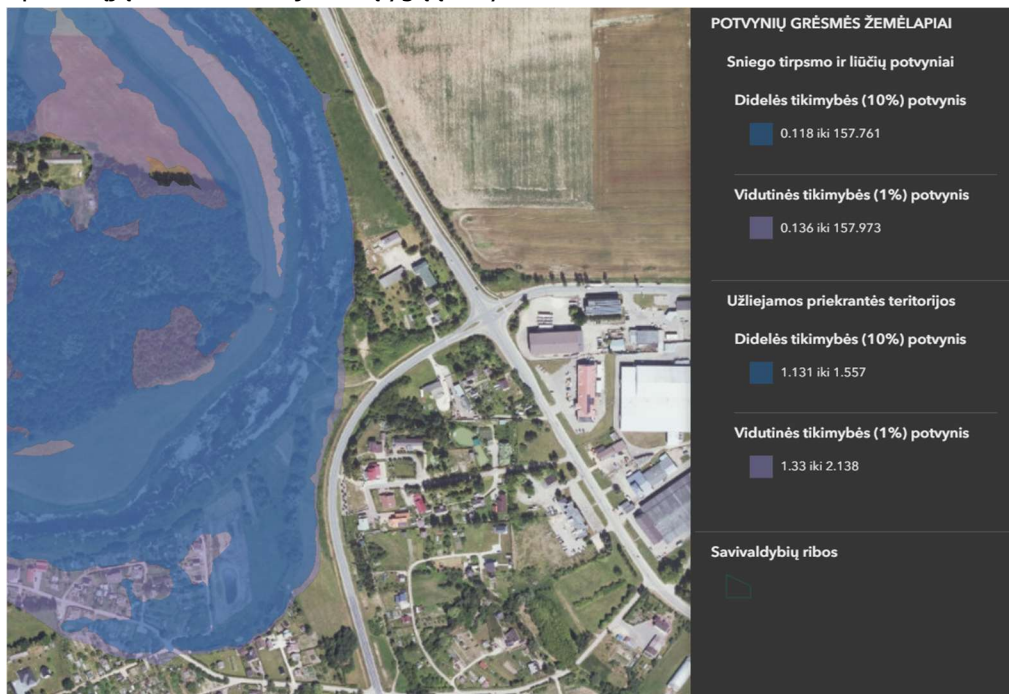 POTVYNIŲ GRĖSMĖS ŽEMĖLAPIAI
Sniego tirpsmo ir liūčių potvyniai
Didelės tikimybės (10%) potvynis
0.118 iki 157.761
Vidutinės tikimybės (1%) potvynis
0.136 iki 157.973
Užliejamos priekrantės teritorijos
Didelės tikimybės (10%) potvynis
1.131 iki 1.557
Vidutinės tikimybės (1%) potvynis
1.33 iki 2.138
Savivaldybių ribos